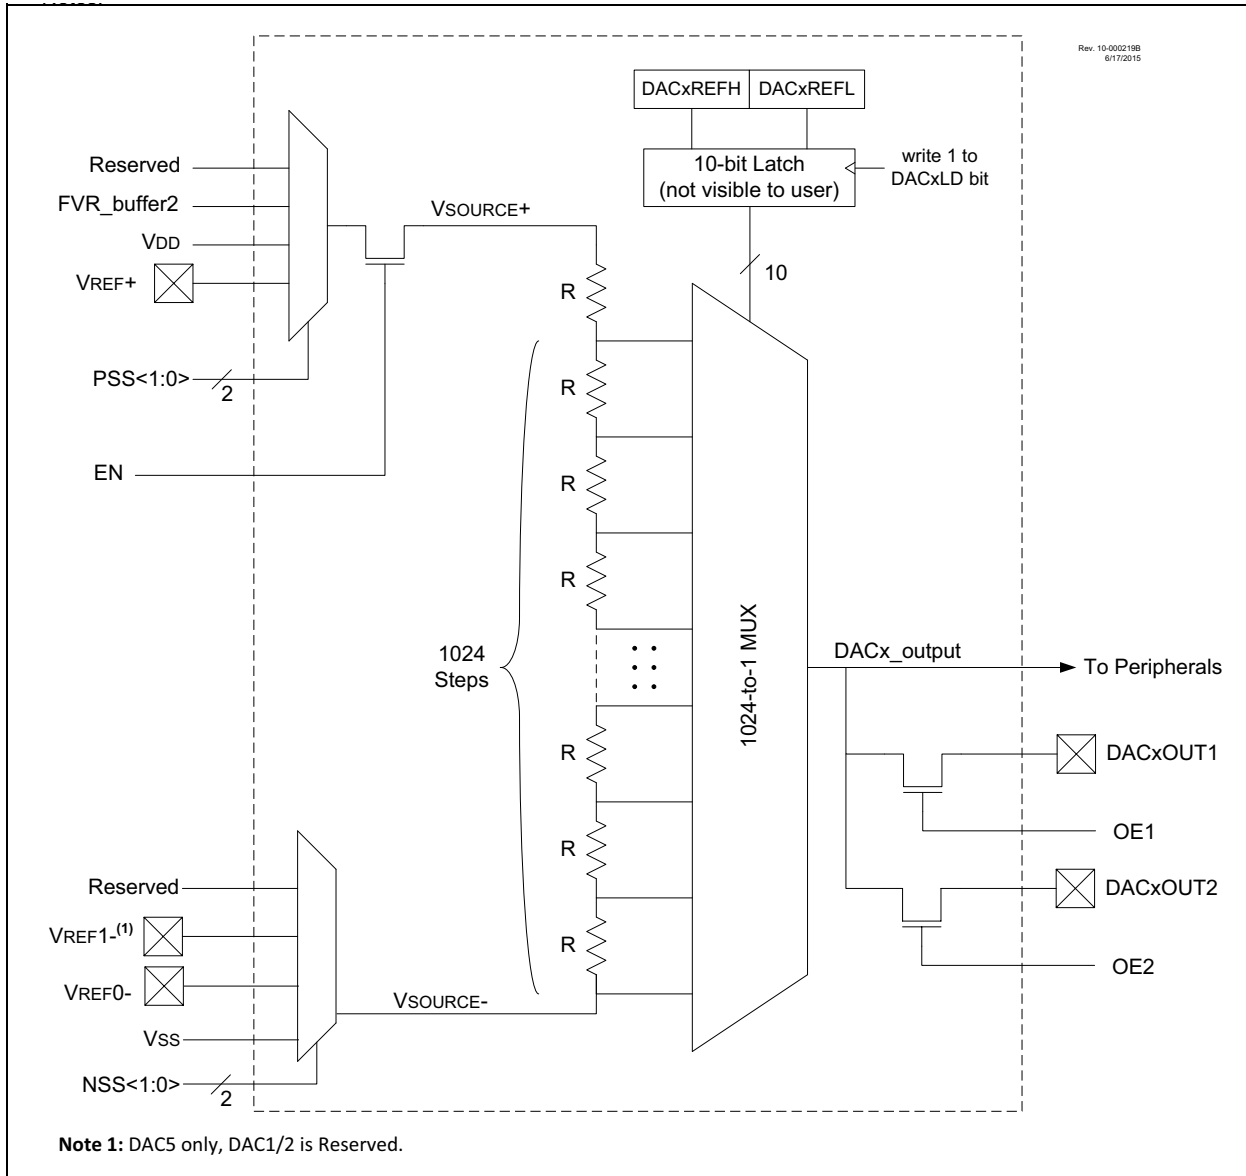 Rev. 10-000219B
6/17/2015
DACxREFH DACxREFL
10-bit Latch
(not visible to user)
write 1 to
DACxLD bit
10
Reserved
FVR_buffer2
VDD
VREF+
PSS<1:0>
2
EN
VSOURCE+
R
R
R
R
1024
Steps
R
R
R
1024-to-1 MUX
DACx_output
To Peripherals
DACxOUT1
OE1
DACxOUT2
OE2
Reserved
VREF1-(1)
VREF0-
VSS
NSS<1:0>
2
VSOURCE-
Note 1: DAC5 only, DAC1/2 is Reserved.